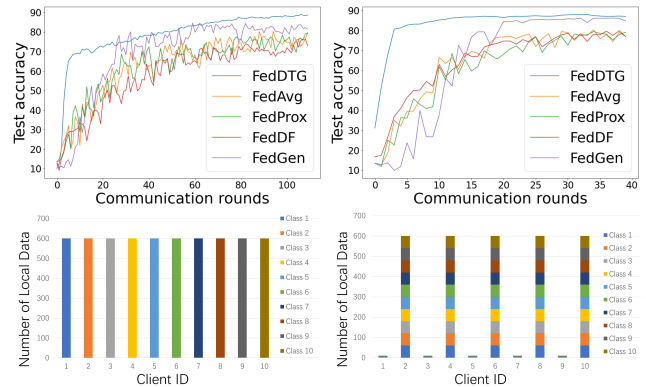 90
80
70
60
50
40
30
20
10
Test accuracy
0 20 40 60 80 100
Communication rounds
FedDTG
FedAvg
FedProx
FedDF
FedGen
90
80
70
60
50
40
30
20
10
Test accuracy
0 5 10 15 20 25 30 35 40
Communication rounds
FedDTG
FedAvg
FedProx
FedDF
FedGen
700
600
500
400
300
200
100
0
Number of Local Data
1 2 3 4 5 6 7 8 9 10
Client ID
Class 1
Class 2
Class 3
Class 4
Class 5
Class 6
Class 7
Class 8
Class 9
Class 10
700
600
500
400
300
200
100
0
Number of Local Data
1 2 3 4 5 6 7 8 9 10
Client ID
Class 10
Class 9
Class 8
Class 7
Class 6
Class 5
Class 4
Class 3
Class 2
Class 1